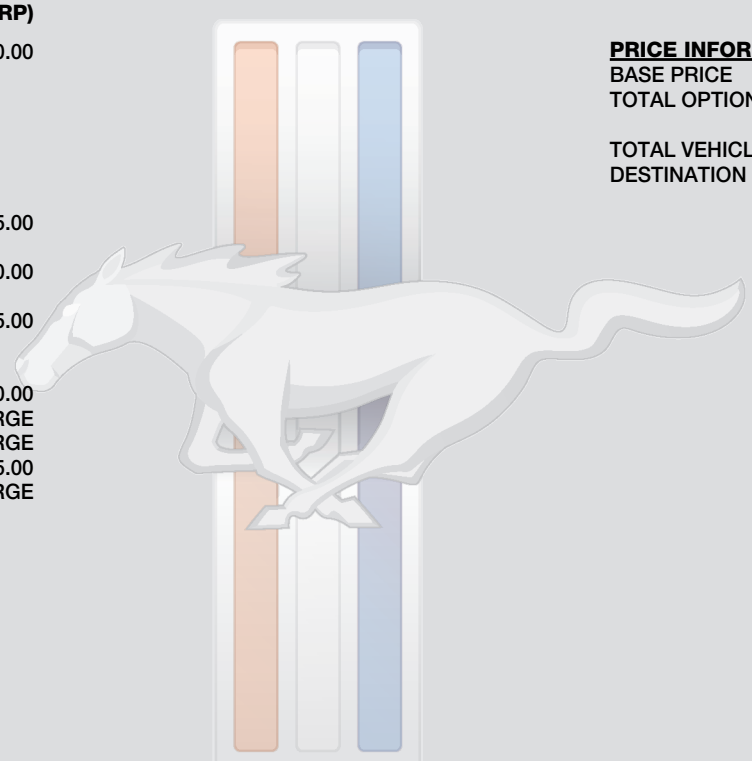 RP)
0.00
5.00
0.00
5.00
0.00
RGE
RGE
5.00
RGE
PRICE INFOR
BASE PRICE
TOTAL OPTION
TOTAL VEHICL
DESTINATION